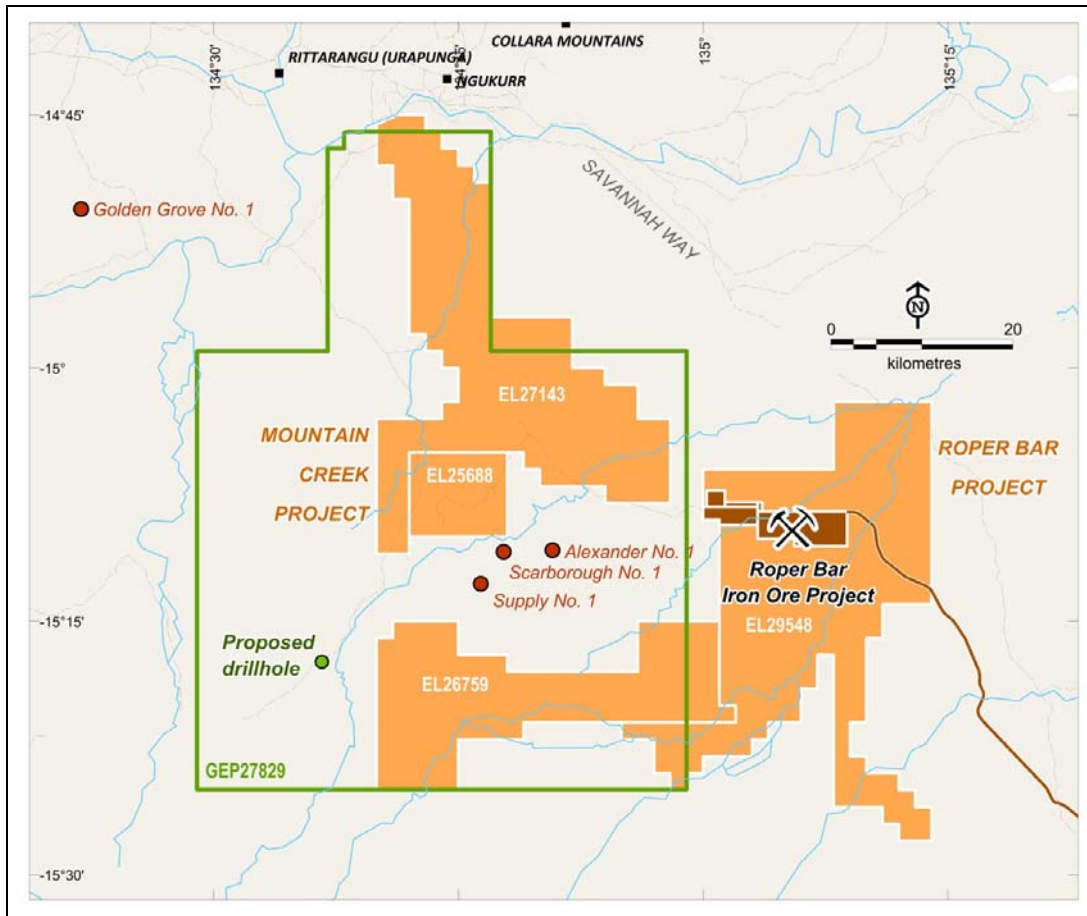 COLLARA MOUNTAINS
RITTARANGU (URAPUNGA)
NGUKURR
134°30'
134°45'
135°
135°15'
-14°45'
SAVANNAH WAY
Golden Grove No. 1
N
0 20
kilometres
-15°
EL27143
MOUNTAIN
CREEK
PROJECT
EL25688
ROPER BAR
PROJECT
Alexander No. 1
Scarborough No. 1
Supply No. 1
Roper Bar
Iron Ore Project
-15°15'
EL29548
Proposed
drillhole
EL26759
GEP27829
-15°30'